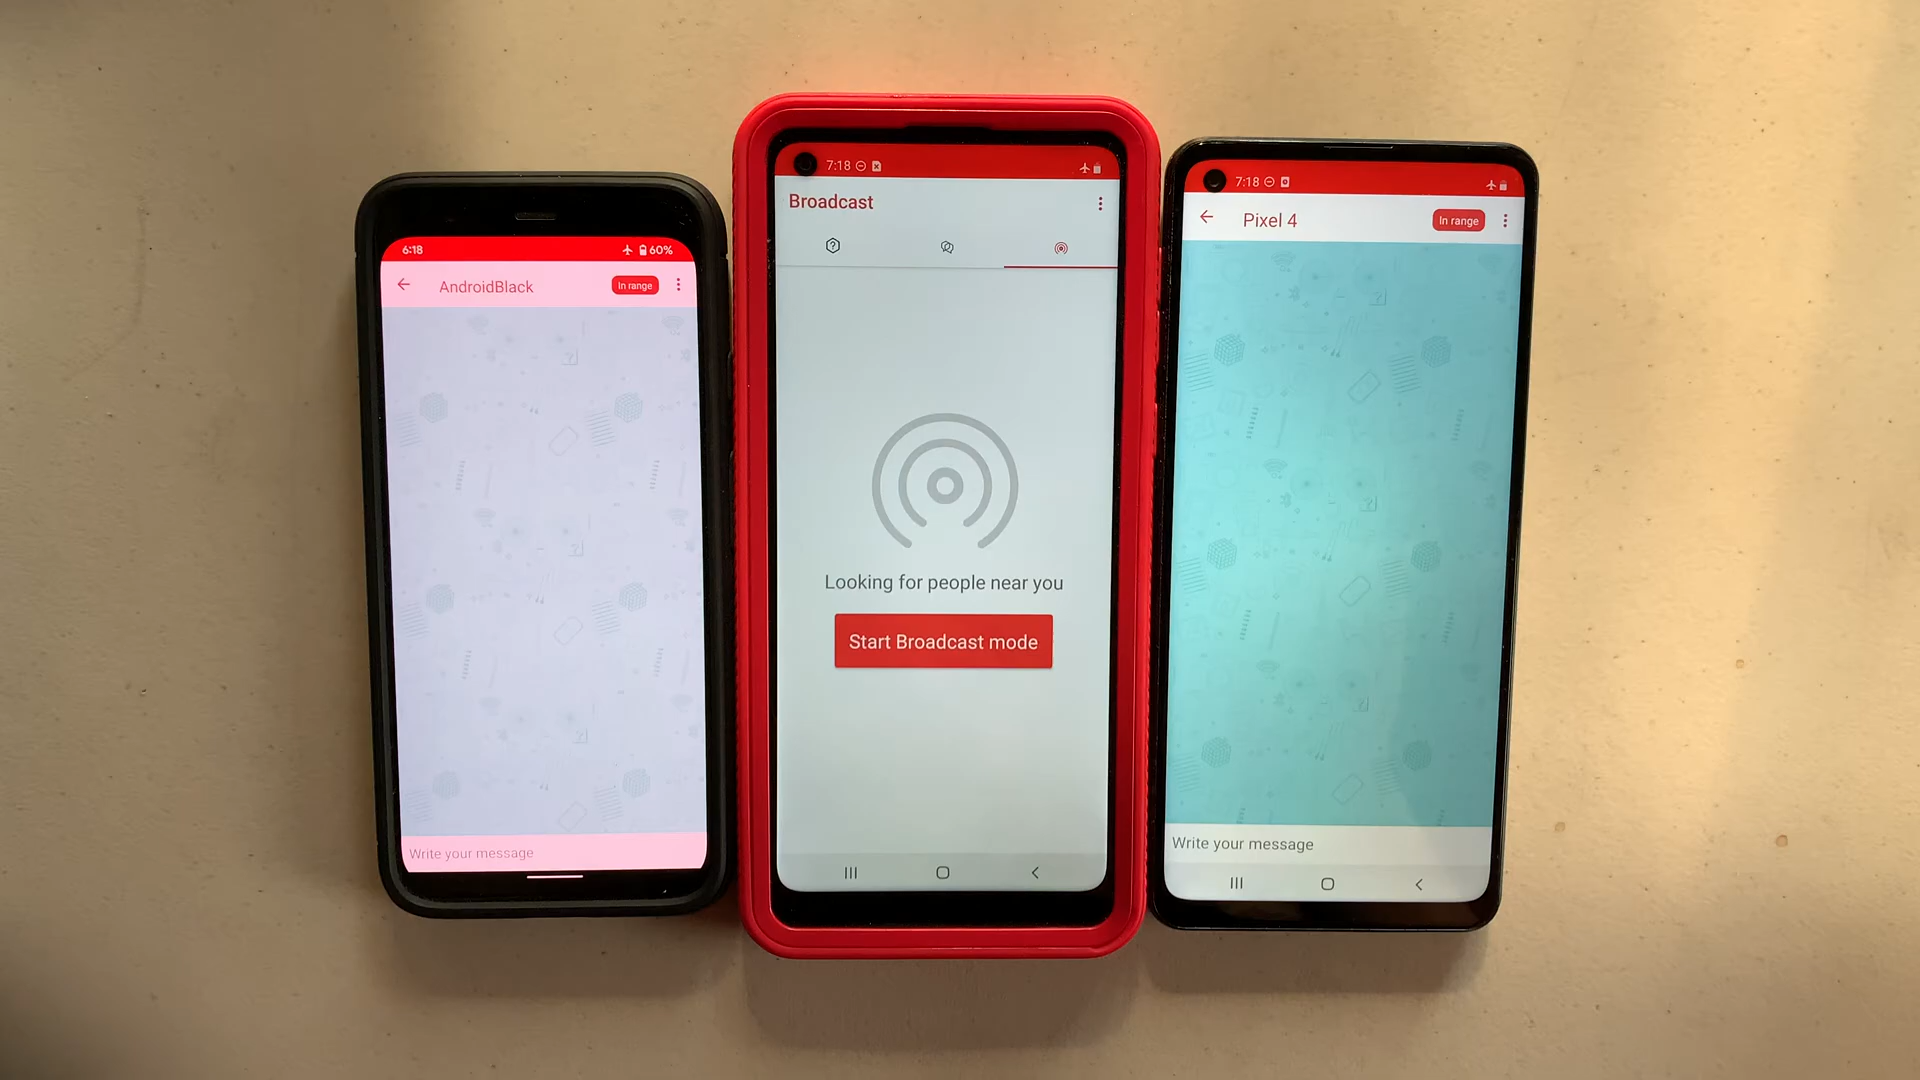 6:18
60%
AndroidBlack
In range
Write your message
7:18
Broadcast
Looking for people near you
Start Broadcast mode
7:18
Pixel 4
In range
Write your message